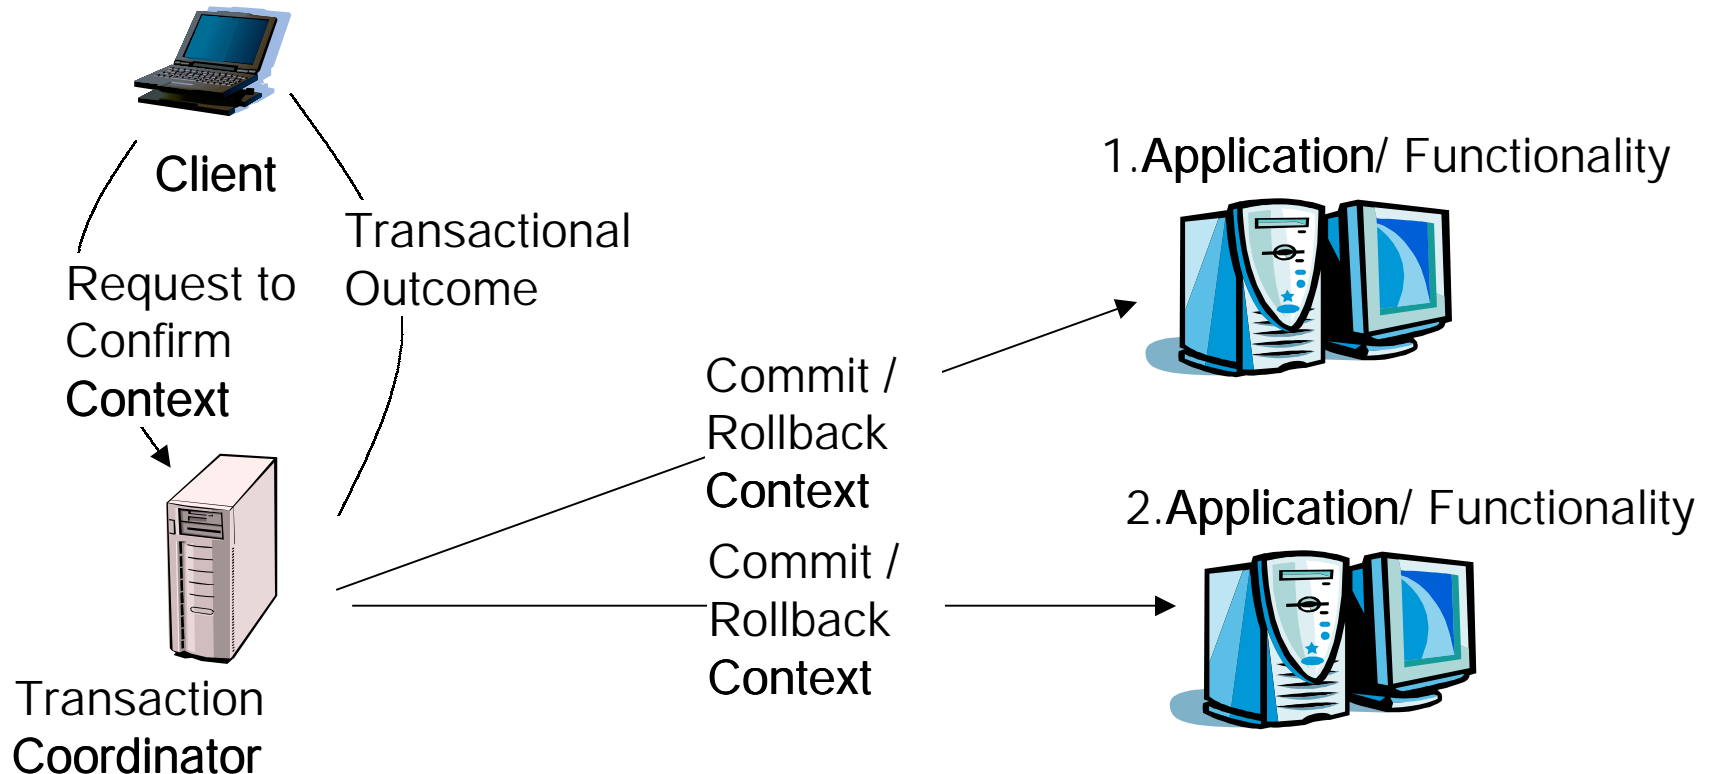 Client
Transactional
Outcome
Request to
Confirm
Context
Transaction
Coordinator
Commit /
Rollback
Context
Commit /
Rollback
Context
1.Application/ Functionality
2.Application/ Functionality